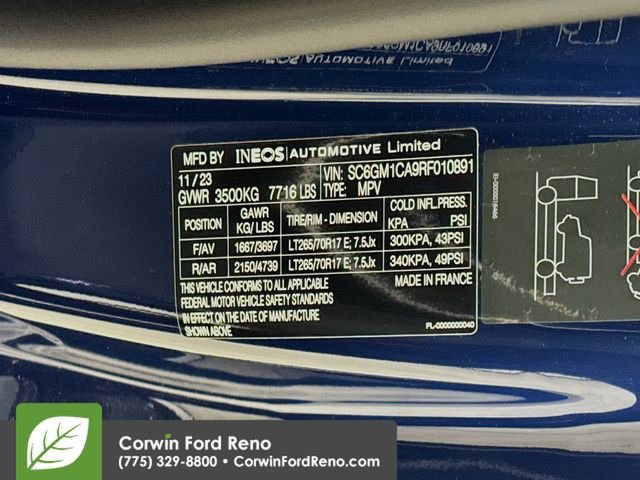 AUTOMOTIVE Limited
MFD BY INEOS | AUTOMOTIVE Limited
11/23 VIN: SC6GM1CA9RF010891
GVWR 3500KG 7716 LBS TYPE: MPV
POSITION GAWR KG/LBS TIRE/RIM - DIMENSION COLD INFL.PRESS. KPA PSI
F/AV 1667/3697 LT265/70R17 E; 7.5Jx 300KPA, 43PSI
R/AR 2150/4739 LT265/70R17 E; 7.5Jx 340KPA, 49PSI
THIS VEHICLE CONFORMS TO ALL APPLICABLE MADE IN FRANCE
FEDERAL MOTOR VEHICLE SAFETY STANDARDS
IN EFFECT ON THE DATE OF MANUFACTURE
SHOWN ABOVE PL-0000000040
Corwin Ford Reno
(775) 329-8800 • CorwinFordReno.com